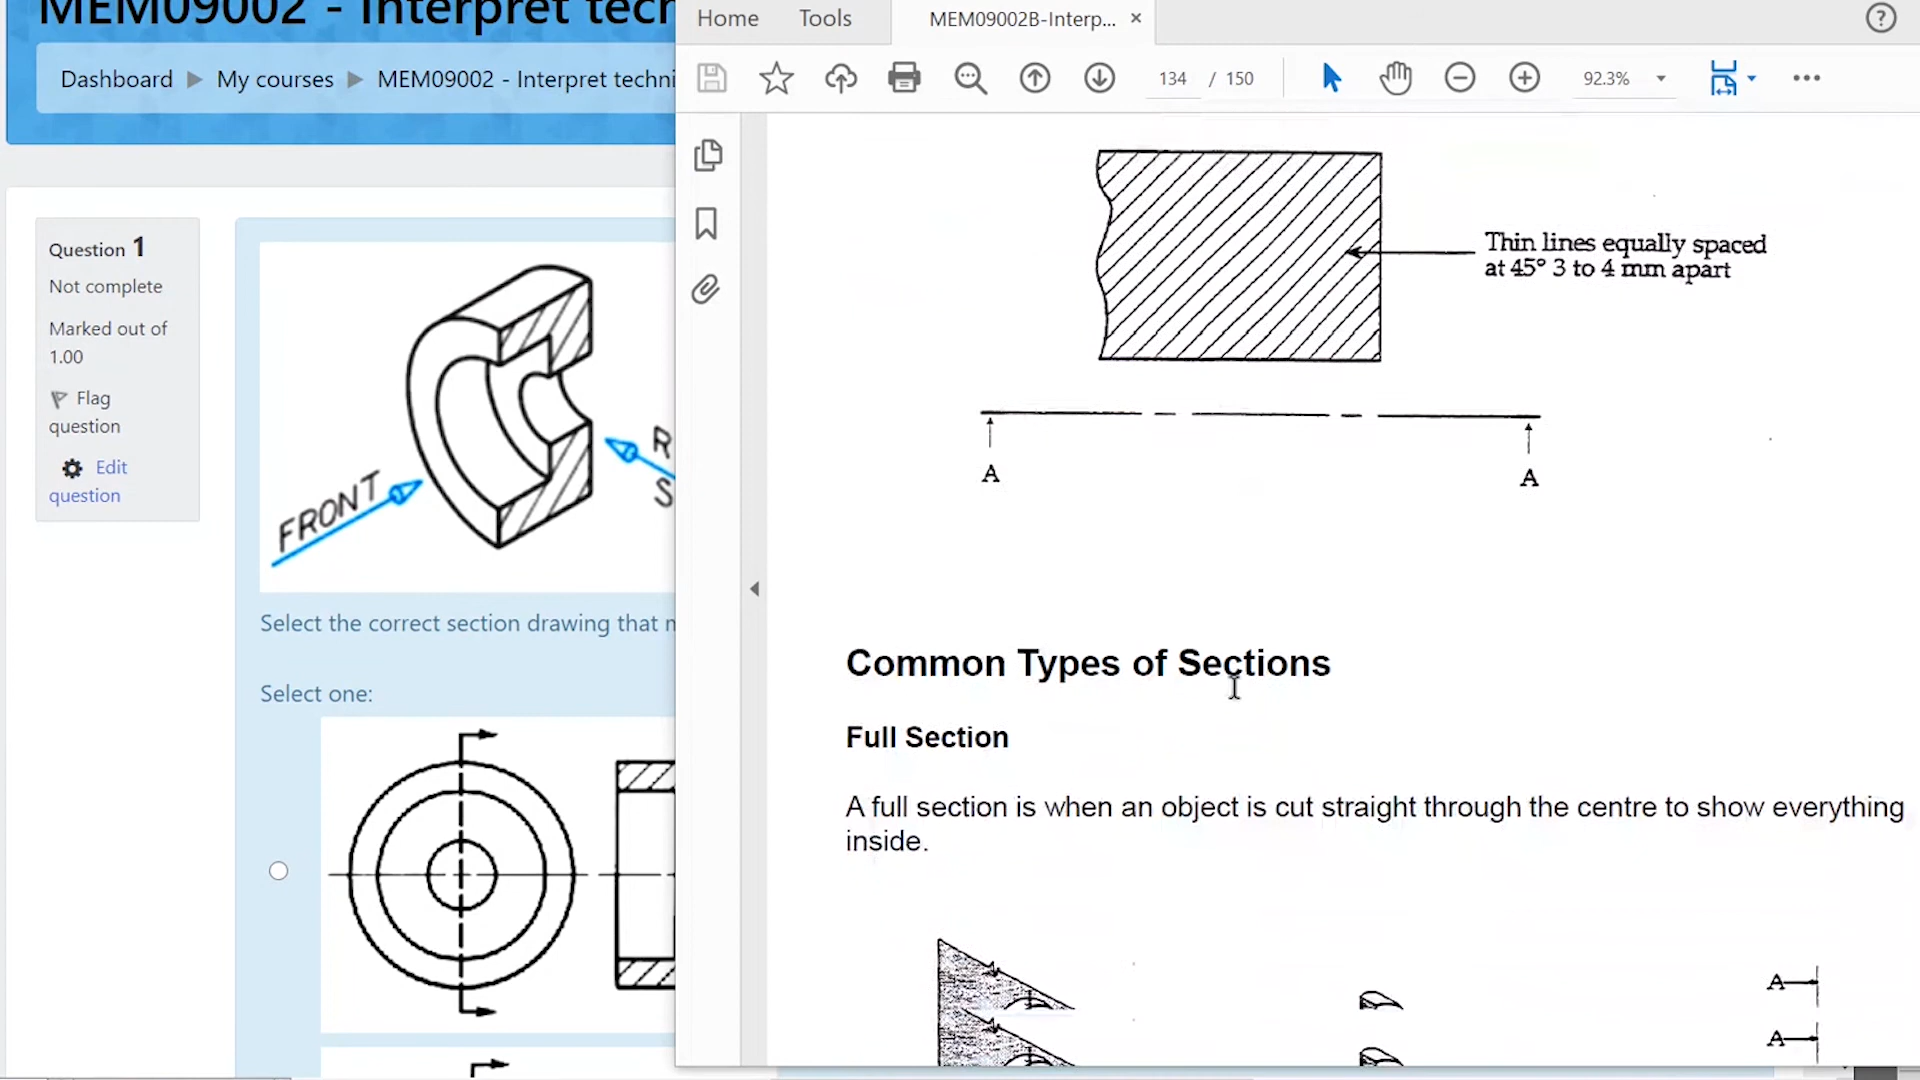 MEM09002 - Interpret tech
Dashboard ▶ My courses ▶ MEM09002 - Interpret techni
Question 1
Not complete
Marked out of
1.00
Flag
question
Edit
question
FRONT
R
S
Select the correct section drawing that m
Select one:
Home
Tools
MEM09002B-Interp... ×
134 / 150
92.3%
Thin lines equally spaced
at 45° 3 to 4 mm apart
A
A
Common Types of Sections
Full Section
A full section is when an object is cut straight through the centre to show everything
inside.
A
A